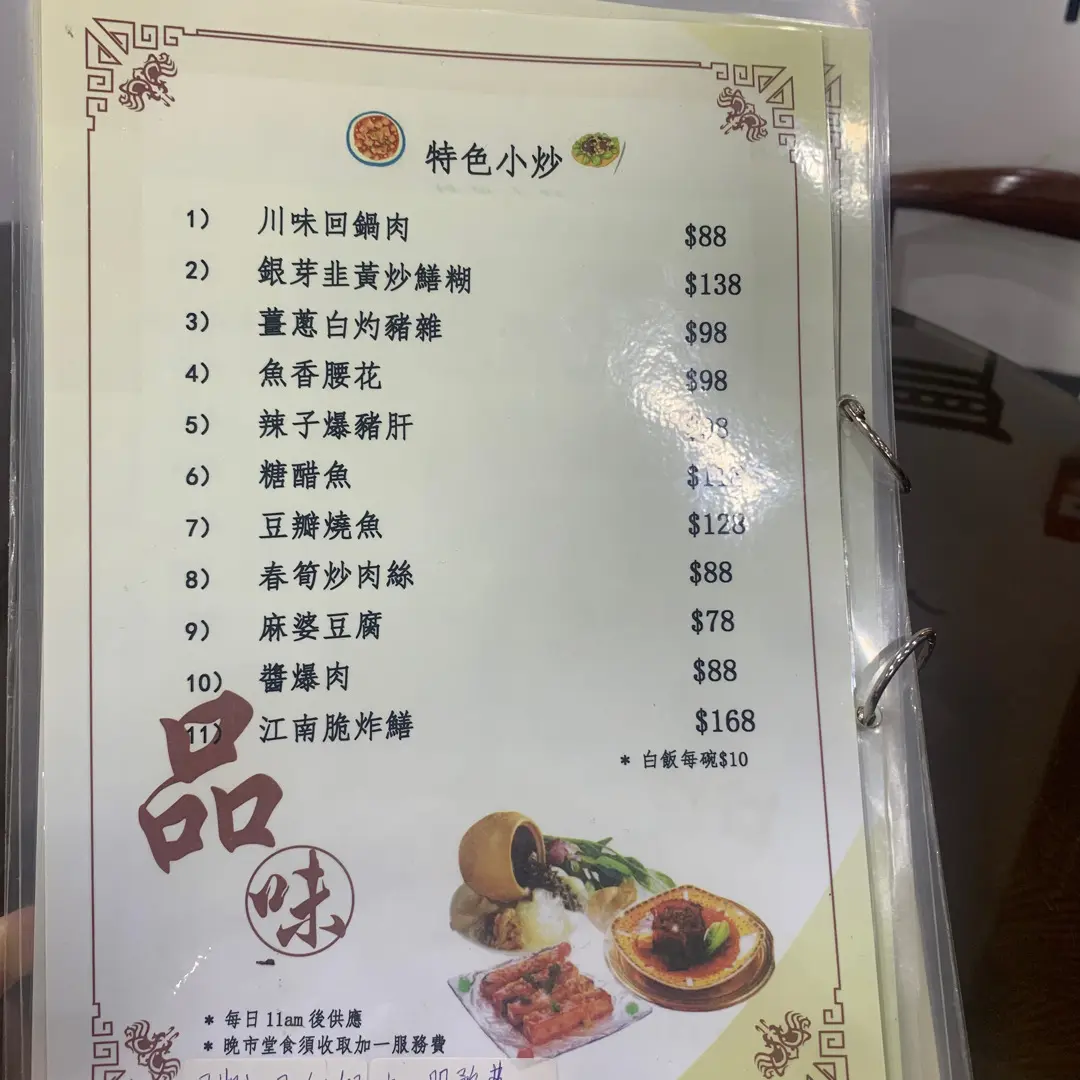 特色小炒
1) 川味回鍋肉 $88
2) 銀芽韭黃炒鱔糊 $138
3) 薑蔥白灼豬雜 $98
4) 魚香腰花 $98
5) 辣子爆豬肝 $98
6) 糖醋魚
7) 豆瓣燒魚 $128
8) 春筍炒肉絲 $88
9) 麻婆豆腐 $78
10) 醬爆肉 $88
11) 江南脆炸鱔 $168
* 白飯每碗$10
品
味
* 每日11am後供應
* 晚市堂食須收取加一服務費